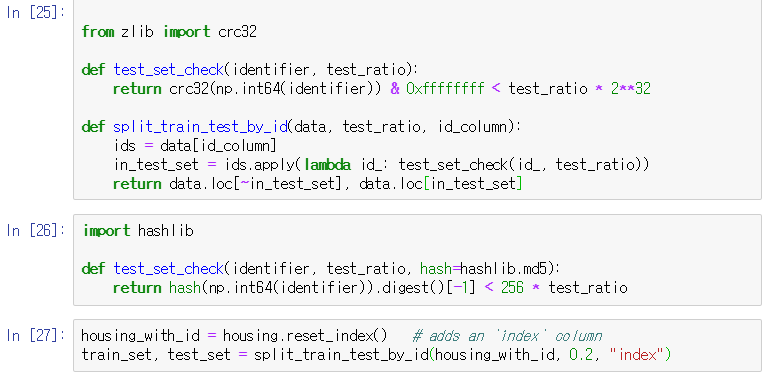 In [25]:
from zlib import crc32
def test_set_check(identifier, test_ratio):
    return crc32(np.int64(identifier)) & 0xffffffff < test_ratio * 2**32
def split_train_test_by_id(data, test_ratio, id_column):
    ids = data[id_column]
    in_test_set = ids.apply(lambda id_: test_set_check(id_, test_ratio))
    return data.loc[~in_test_set], data.loc[in_test_set]
In [26]:
import hashlib
def test_set_check(identifier, test_ratio, hash=hashlib.md5):
    return hash(np.int64(identifier)).digest()[-1] < 256 * test_ratio
In [27]:
housing_with_id = housing.reset_index()   # adds an `index` column
train_set, test_set = split_train_test_by_id(housing_with_id, 0.2, "index")